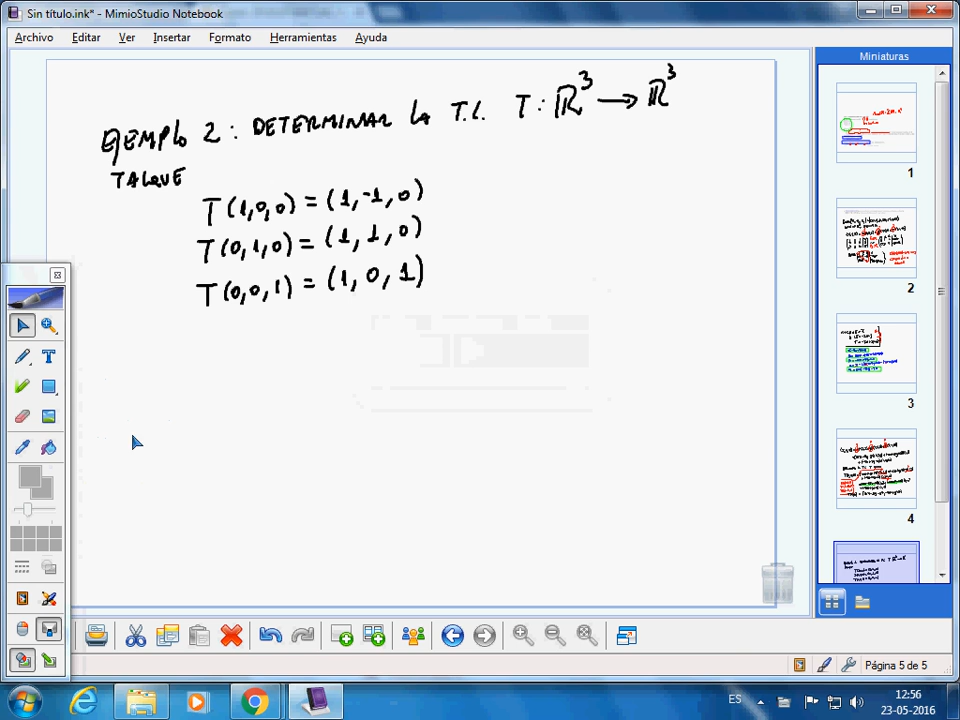 Sin título.ink* - MimioStudio Notebook
Archivo Editar Ver Insertar Formato Herramientas Ayuda
Miniaturas
EJEMPLO 2: DETERMINAR LA T.L. T: ℝ³ → ℝ³
TALQUE
T(1,0,0) = (1,-1,0)
T(0,1,0) = (1,1,0)
T(0,0,1) = (1,0,1)
1
2
3
4
Página 5 de 5
ES
12:56
23-05-2016